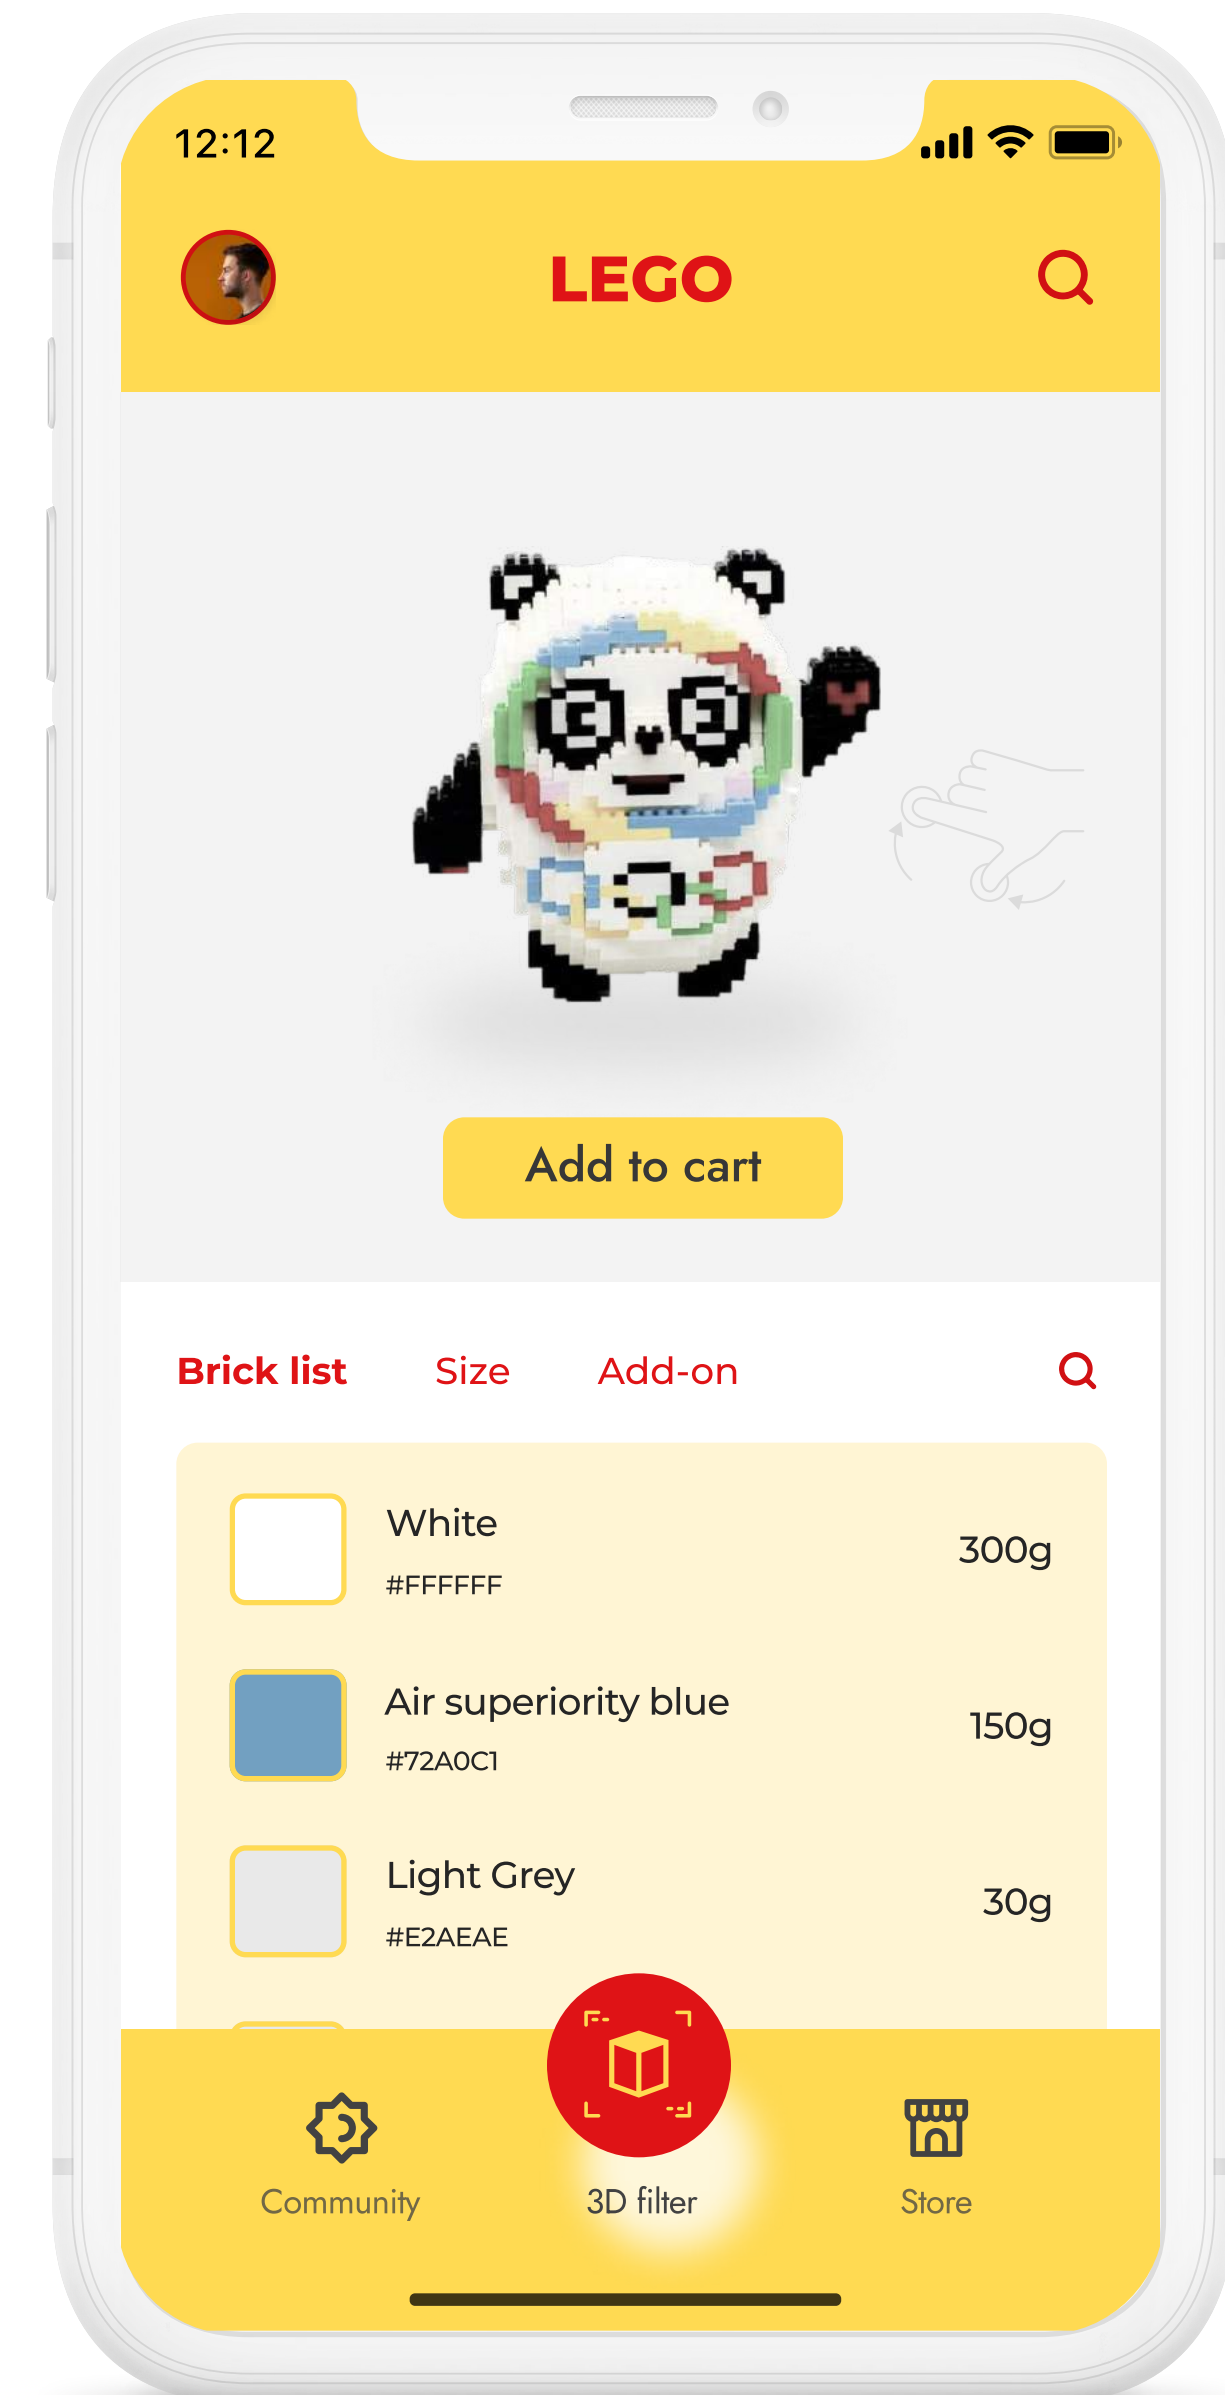 12:12
LEGO
Add to cart
Brick list Size Add-on
White
#FFFFFF
300g
Air superiority blue
#72A0C1
150g
Light Grey
#E2AEAE
30g
Community 3D filter Store